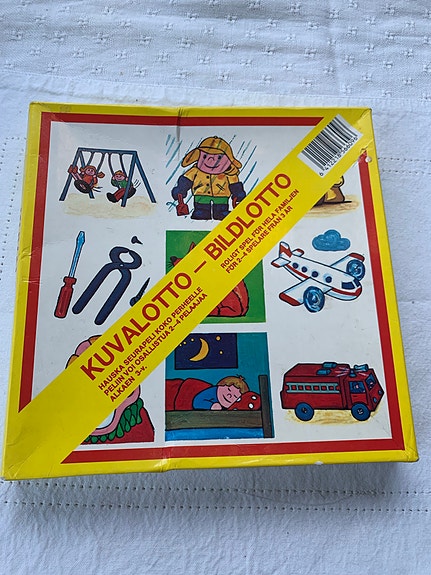 KUVALOTTO – BILDLOTTO
HAUSKA SEURAPELI KOKO PERHEELLE
PELIIN VOI OSALLISTUA 2–4 PELAAJAA
ALKAEN 3-v.
ROLIGT SPEL FÖR HELA FAMILJEN
FÖR 2–4 SPELARE FRÅN 3 ÅR